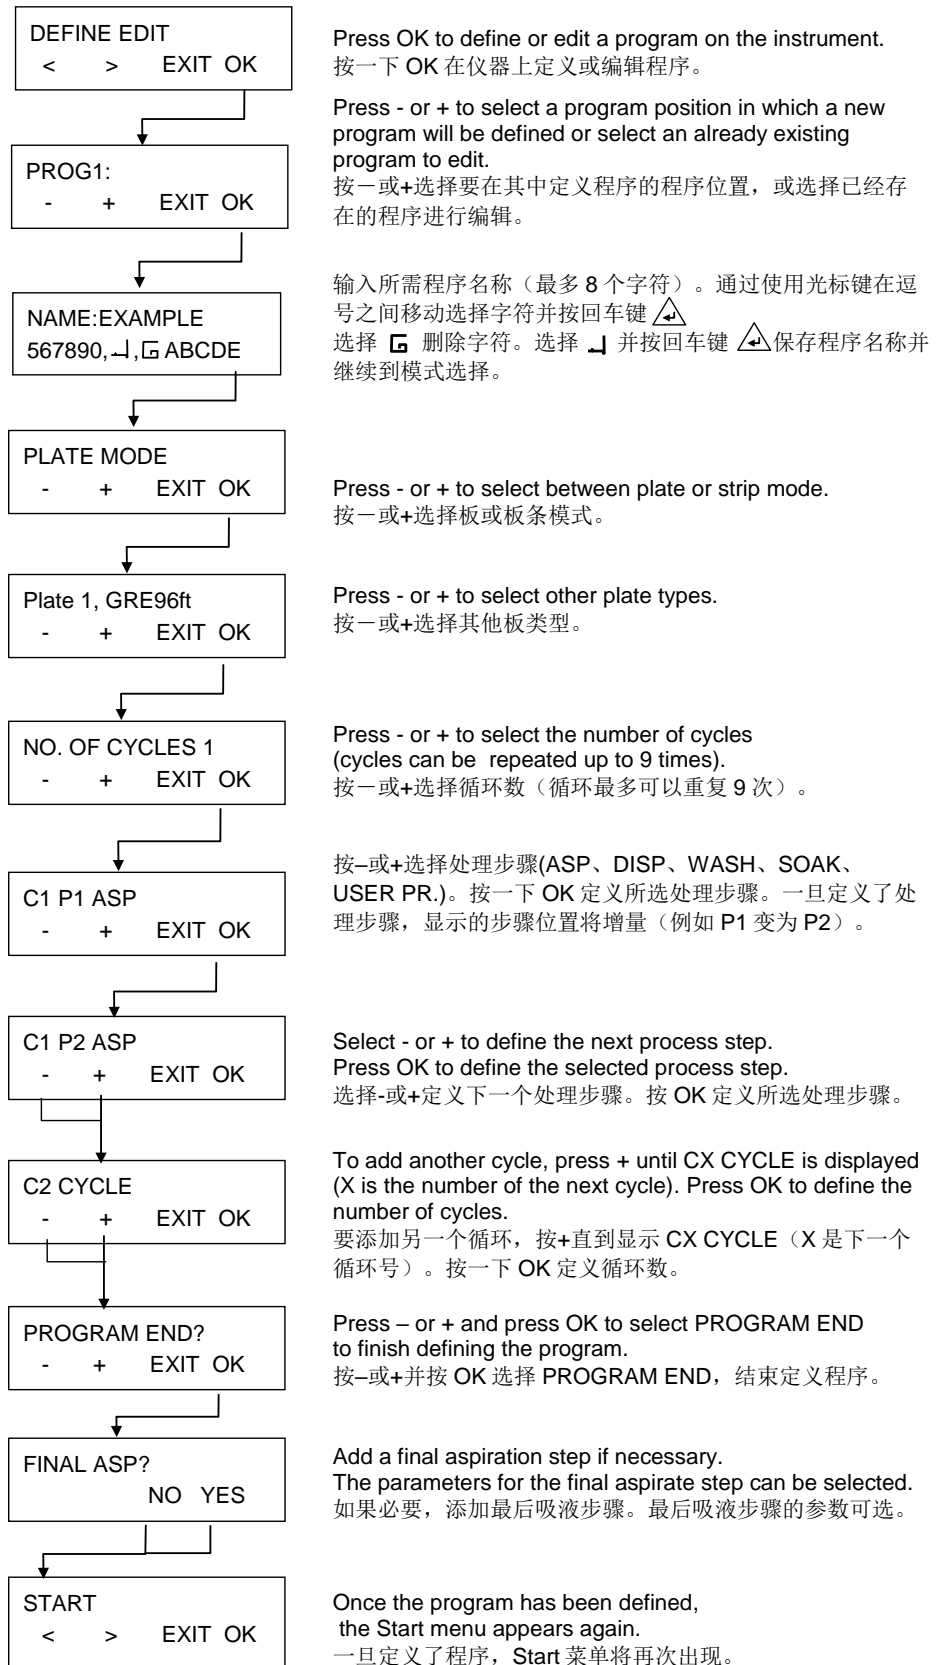 DEFINE EDIT
< > EXIT OK
Press OK to define or edit a program on the instrument.
按一下 OK 在仪器上定义或编辑程序。
Press - or + to select a program position in which a new
program will be defined or select an already existing
program to edit.
按－或+选择要在其中定义程序的程序位置，或选择已经存
在的程序进行编辑。
PROG1:
- + EXIT OK
输入所需程序名称（最多 8 个字符）。通过使用光标键在逗
号之间移动选择字符并按回车键
选择 删除字符。选择 并按回车键 保存程序名称并
继续到模式选择。
NAME:EXAMPLE
567890, , ABCDE
PLATE MODE
- + EXIT OK
Press - or + to select between plate or strip mode.
按－或+选择板或板条模式。
Plate 1, GRE96ft
- + EXIT OK
Press - or + to select other plate types.
按－或+选择其他板类型。
NO. OF CYCLES 1
- + EXIT OK
Press - or + to select the number of cycles
(cycles can be repeated up to 9 times).
按－或+选择循环数（循环最多可以重复 9 次）。
C1 P1 ASP
- + EXIT OK
按–或+选择处理步骤(ASP、DISP、WASH、SOAK、
USER PR.)。按一下 OK 定义所选处理步骤。一旦定义了处
理步骤，显示的步骤位置将增量（例如 P1 变为 P2）。
C1 P2 ASP
- + EXIT OK
Select - or + to define the next process step.
Press OK to define the selected process step.
选择-或+定义下一个处理步骤。按 OK 定义所选处理步骤。
C2 CYCLE
- + EXIT OK
To add another cycle, press + until CX CYCLE is displayed
(X is the number of the next cycle). Press OK to define the
number of cycles.
要添加另一个循环，按+直到显示 CX CYCLE（X 是下一个
循环号）。按一下 OK 定义循环数。
PROGRAM END?
- + EXIT OK
Press – or + and press OK to select PROGRAM END
to finish defining the program.
按–或+并按 OK 选择 PROGRAM END，结束定义程序。
FINAL ASP?
NO YES
Add a final aspiration step if necessary.
The parameters for the final aspirate step can be selected.
如果必要，添加最后吸液步骤。最后吸液步骤的参数可选。
START
< > EXIT OK
Once the program has been defined,
the Start menu appears again.
一旦定义了程序，Start 菜单将再次出现。